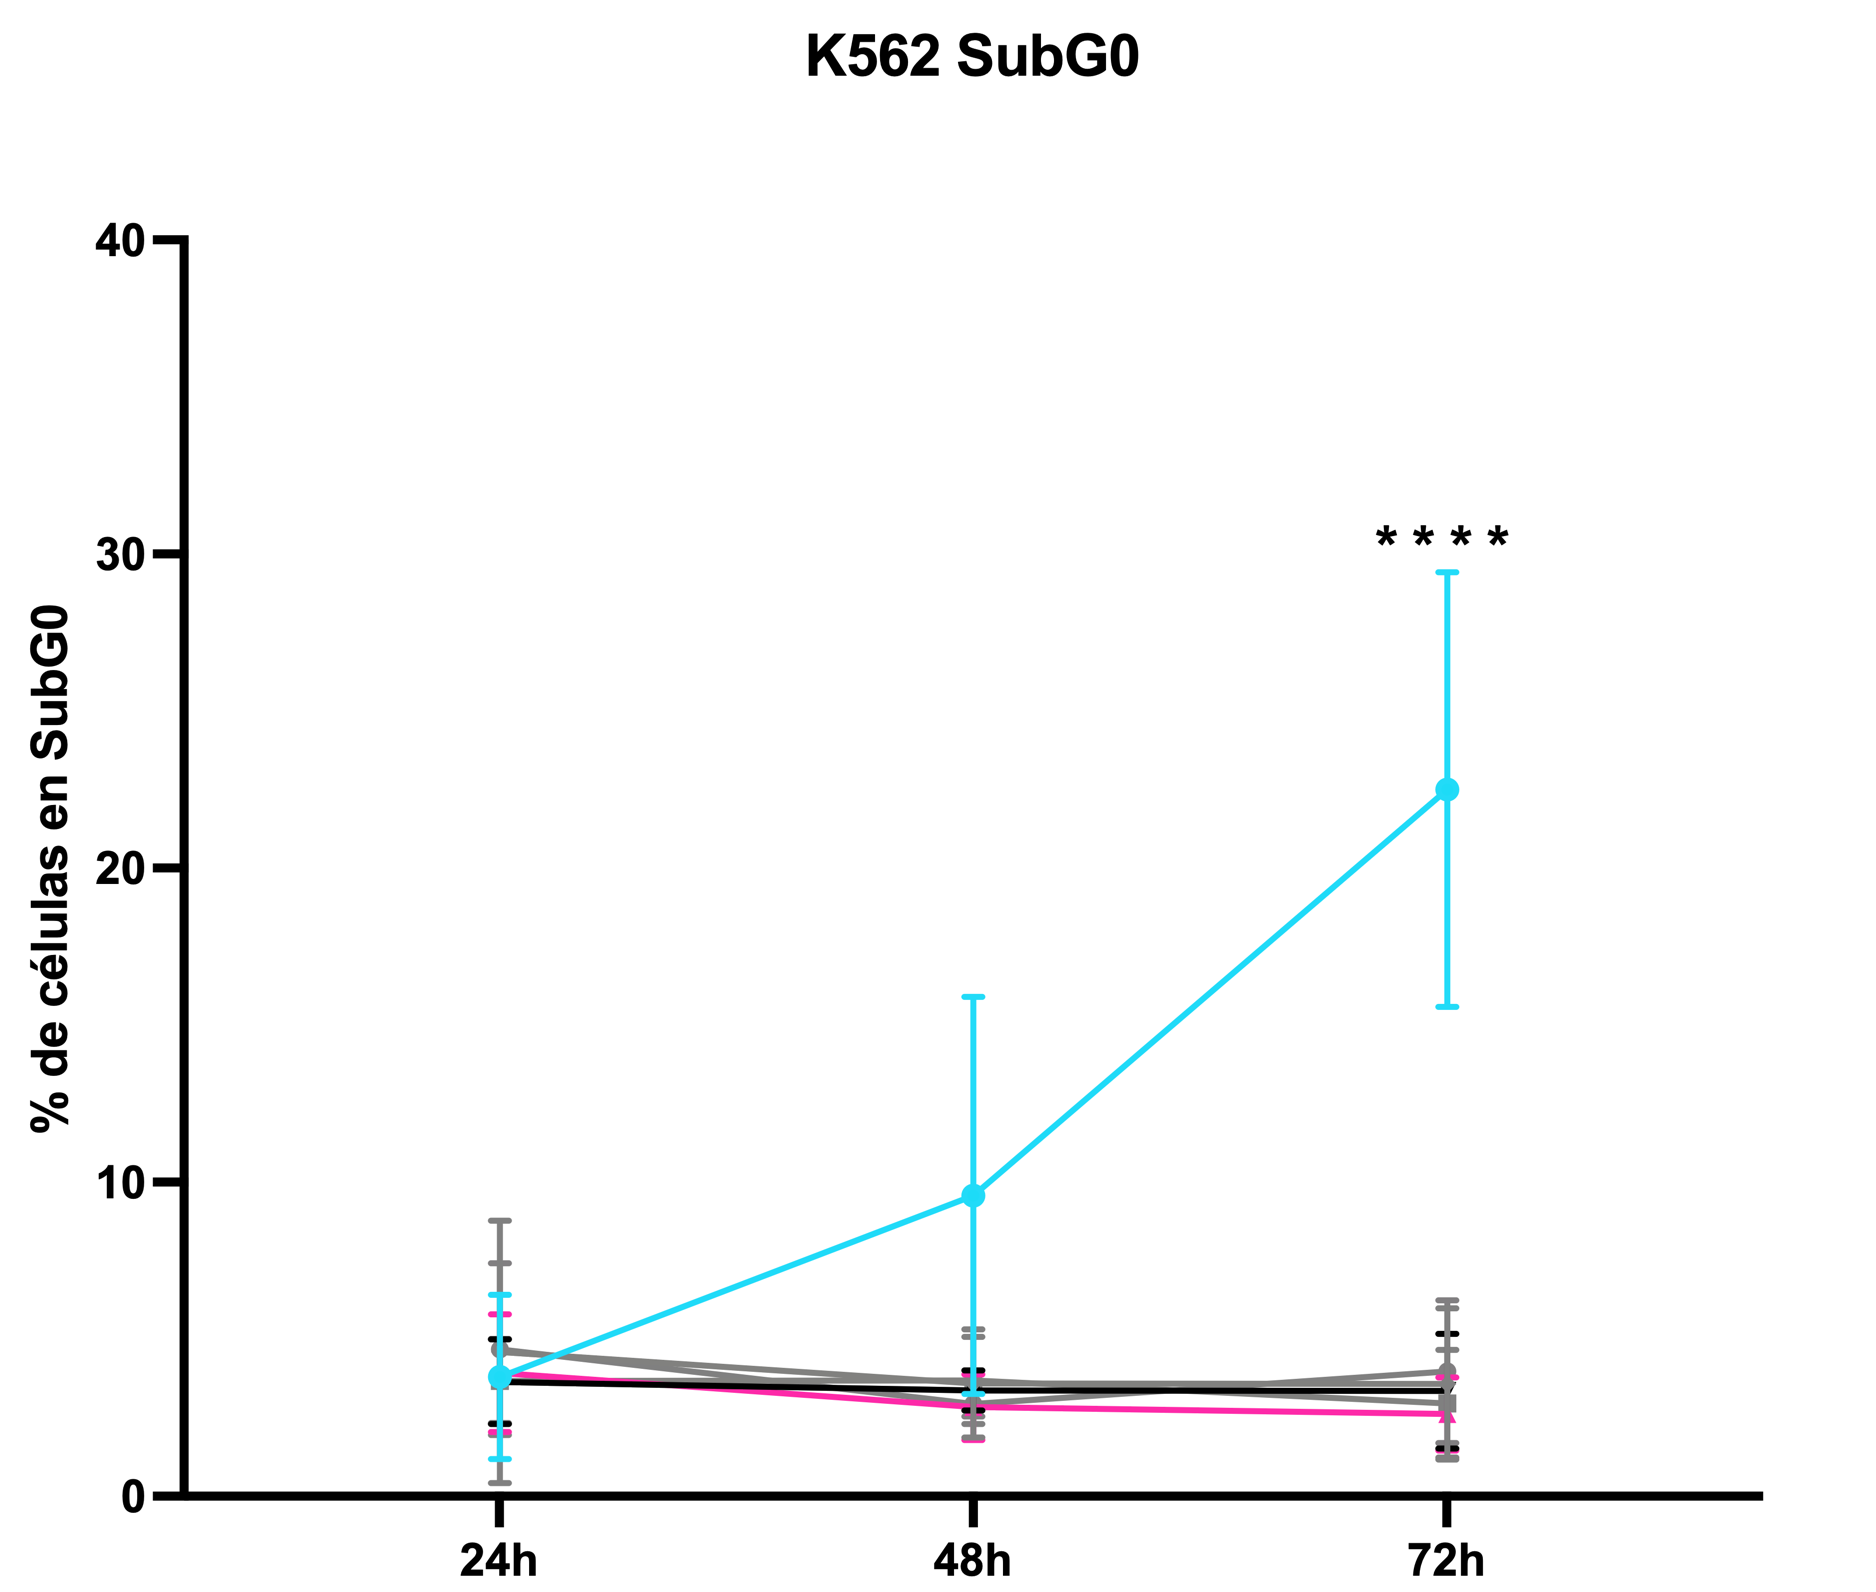 K562 SubG0
40
30
20
10
0
% de células en SubG0
****
24h
48h
72h